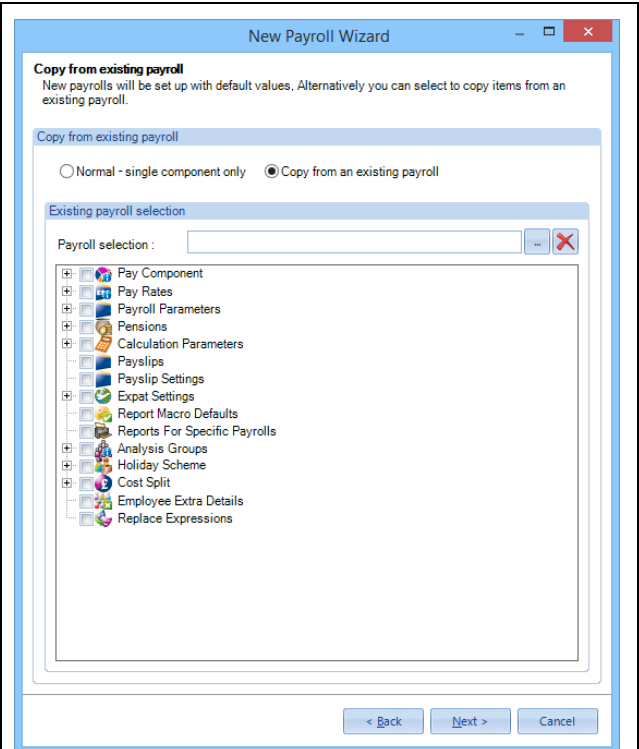 New Payroll Wizard
Copy from existing payroll
New payrolls will be set up with default values, Alternatively you can select to copy items from an
existing payroll.
Copy from existing payroll
Normal - single component only
Copy from an existing payroll
Existing payroll selection
Payroll selection :
...
Pay Component
Pay Rates
Payroll Parameters
Pensions
Calculation Parameters
Payslips
Payslip Settings
Expat Settings
Report Macro Defaults
Reports For Specific Payrolls
Analysis Groups
Holiday Scheme
Cost Split
Employee Extra Details
Replace Expressions
< Back
Next >
Cancel